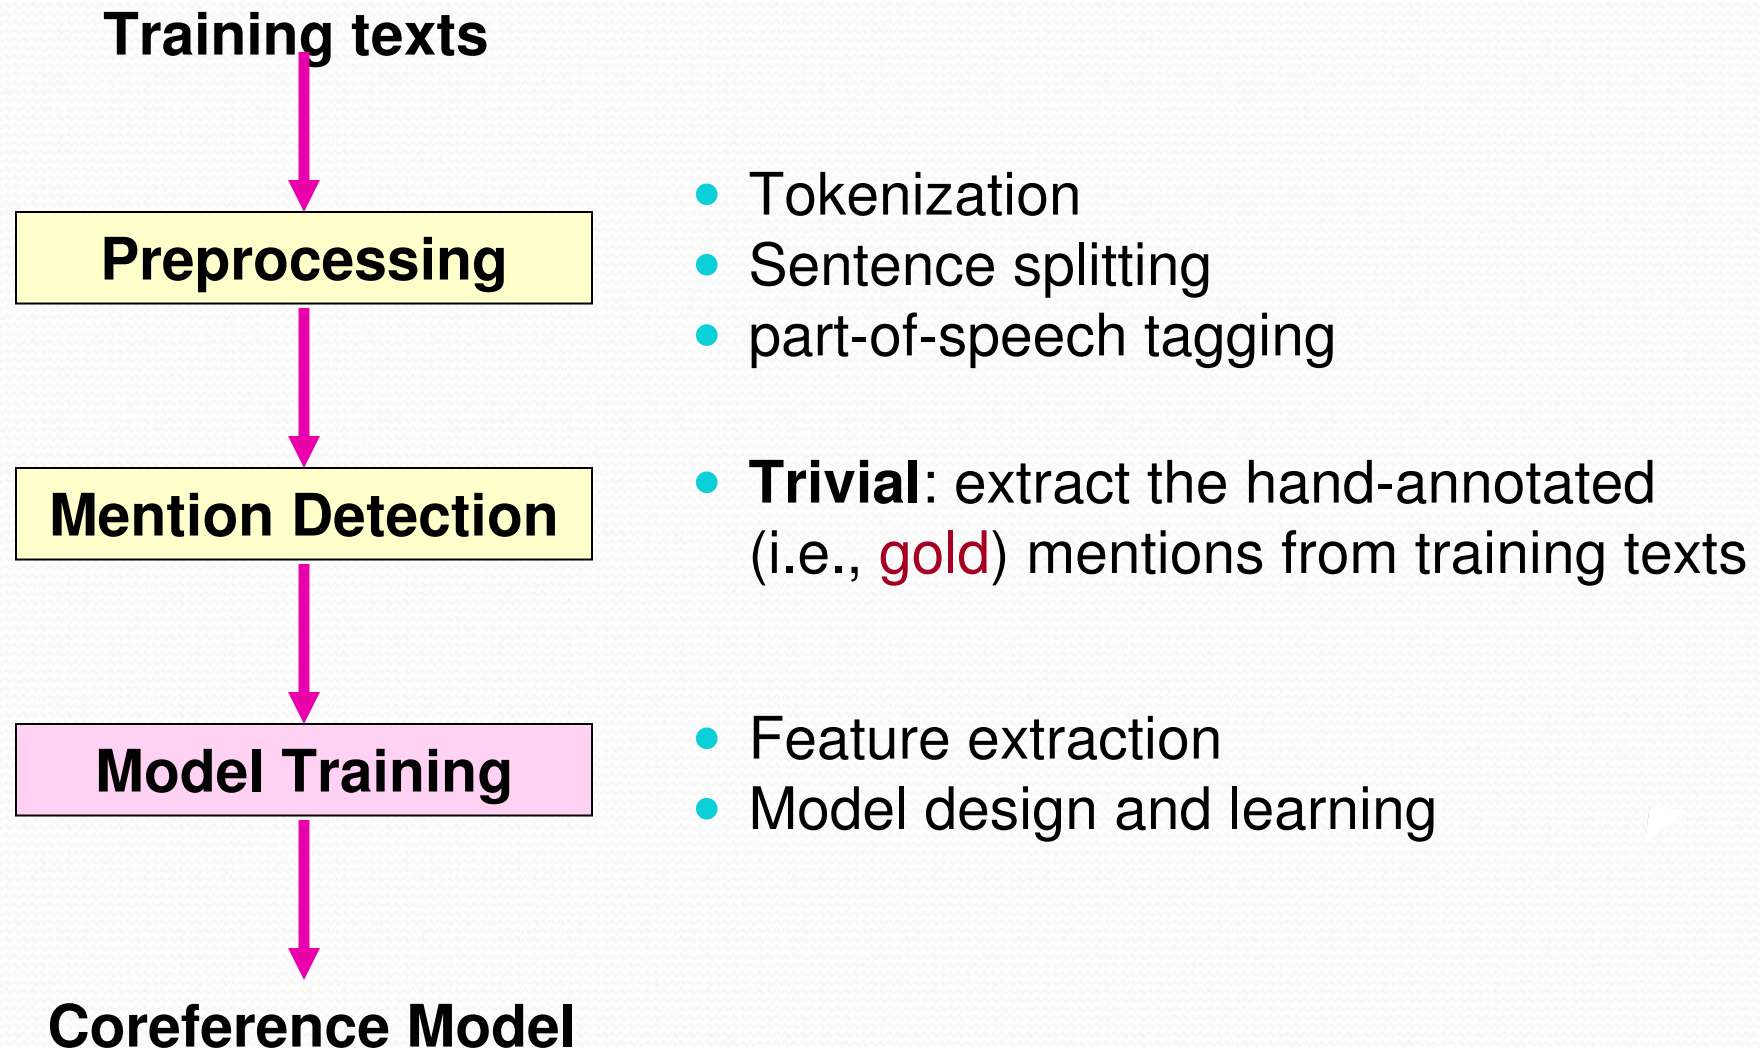 Training texts
Preprocessing
• Tokenization
• Sentence splitting
• part-of-speech tagging
Mention Detection
• Trivial: extract the hand-annotated
(i.e., gold) mentions from training texts
Model Training
• Feature extraction
• Model design and learning
Coreference Model